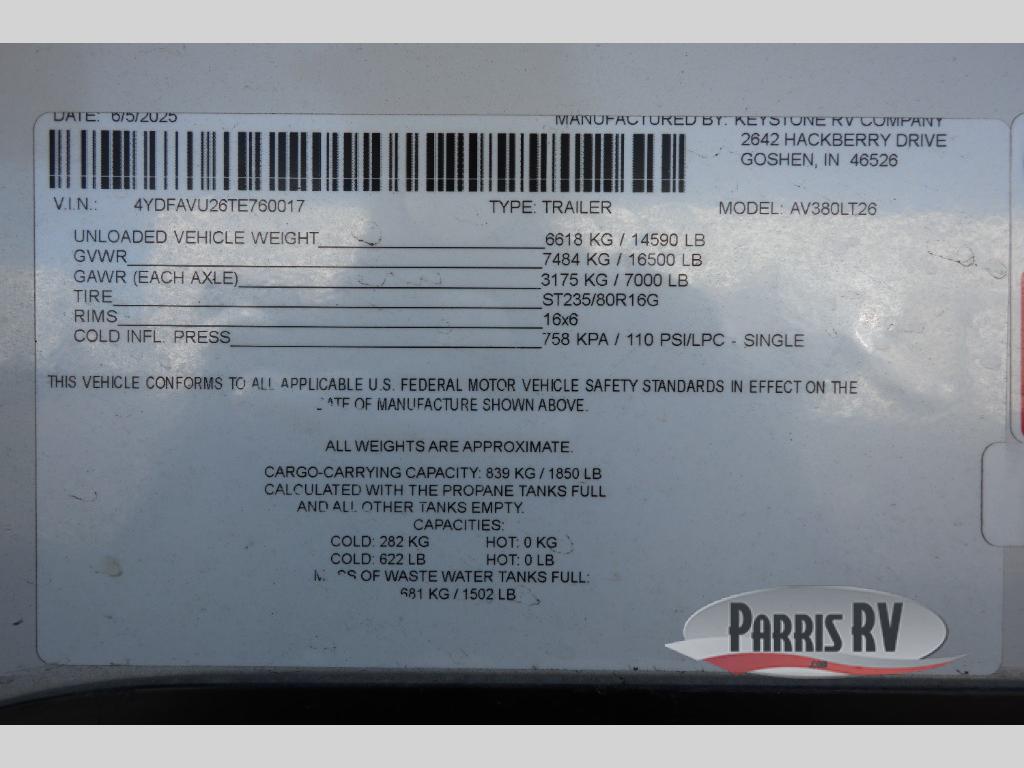 DATE: 6/5/2025 MANUFACTURED BY: KEYSTONE RV COMPANY
2642 HACKBERRY DRIVE
GOSHEN, IN 46526
V.I.N.: 4YDFAVU26TE760017 TYPE: TRAILER MODEL: AV380LT26
UNLOADED VEHICLE WEIGHT 6618 KG / 14590 LB
GVWR 7484 KG / 16500 LB
GAWR (EACH AXLE) 3175 KG / 7000 LB
TIRE ST235/80R16G
RIMS 16x6
COLD INFL. PRESS 758 KPA / 110 PSI/LPC - SINGLE
THIS VEHICLE CONFORMS TO ALL APPLICABLE U.S. FEDERAL MOTOR VEHICLE SAFETY STANDARDS IN EFFECT ON THE
DATE OF MANUFACTURE SHOWN ABOVE.
ALL WEIGHTS ARE APPROXIMATE.
CARGO-CARRYING CAPACITY: 839 KG / 1850 LB
CALCULATED WITH THE PROPANE TANKS FULL
AND ALL OTHER TANKS EMPTY.
CAPACITIES:
COLD: 282 KG HOT: 0 KG
COLD: 622 LB HOT: 0 LB
OF WASTE WATER TANKS FULL:
681 KG / 1502 LB
PARRIS RV
.com